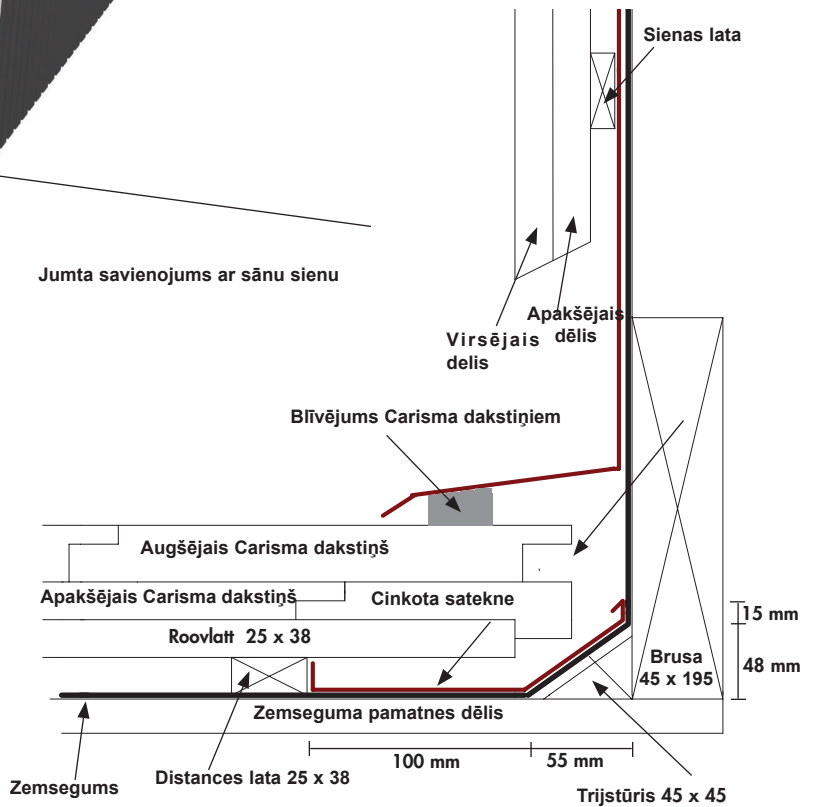 Sienas lata
Jumta savienojums ar sānu sienu
Apakšējais
dēlis
Virsējais
delis
Blīvējums Carisma dakstiņiem
Augšējais Carisma dakstiņš
Apakšējais Carisma dakstiņš
Cinkota satekne
Roovlatt 25 x 38
15 mm
48 mm
Brusa
45 x 195
Zemseguma pamatnes dēlis
100 mm
55 mm
Zemsegums
Distances lata 25 x 38
Trijstūris 45 x 45